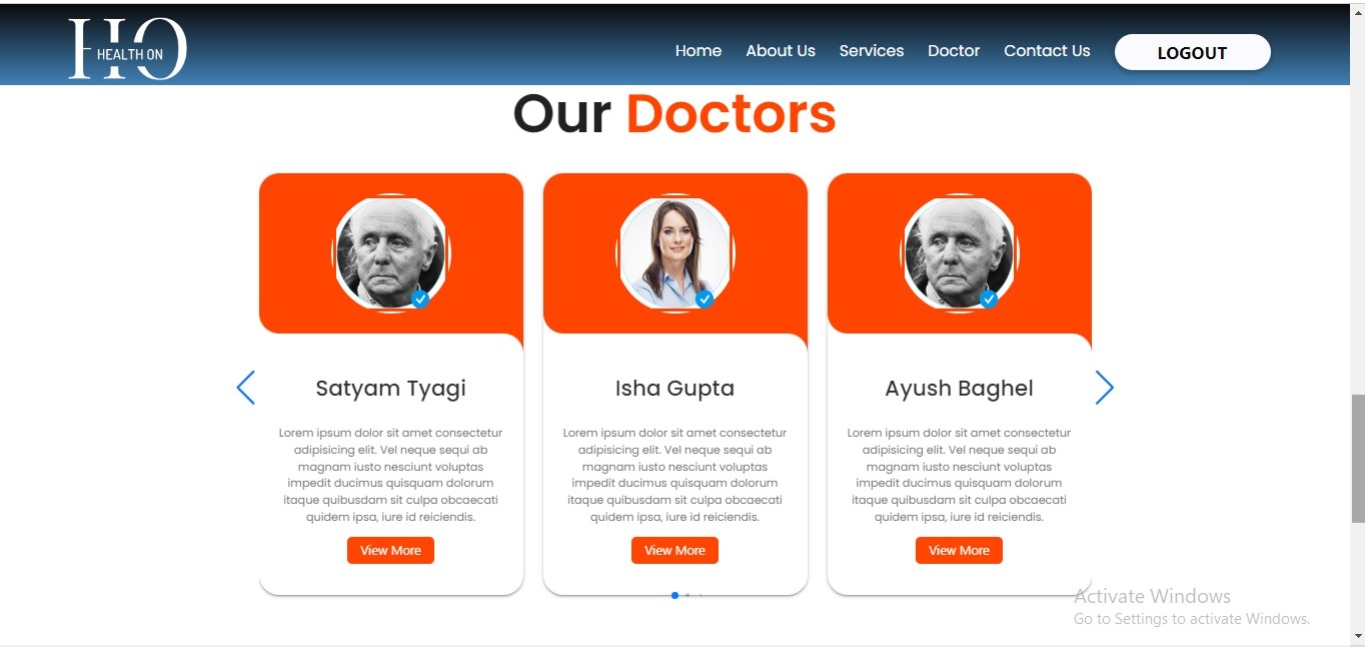 HO
HEALTH ON
Home About Us Services Doctor Contact Us LOGOUT
Our Doctors
Satyam Tyagi
Lorem ipsum dolor sit amet consectetur
adipisicing elit. Vel neque sequi ab
magnam iusto nesciunt voluptas
impedit ducimus quisquam dolorum
itaque quibusdam sit culpa obcaecati
quidem ipsa, iure id reiciendis.
View More
Isha Gupta
Lorem ipsum dolor sit amet consectetur
adipisicing elit. Vel neque sequi ab
magnam iusto nesciunt voluptas
impedit ducimus quisquam dolorum
itaque quibusdam sit culpa obcaecati
quidem ipsa, iure id reiciendis.
View More
Ayush Baghel
Lorem ipsum dolor sit amet consectetur
adipisicing elit. Vel neque sequi ab
magnam iusto nesciunt voluptas
impedit ducimus quisquam dolorum
itaque quibusdam sit culpa obcaecati
quidem ipsa, iure id reiciendis.
View More
Activate Windows
Go to Settings to activate Windows.